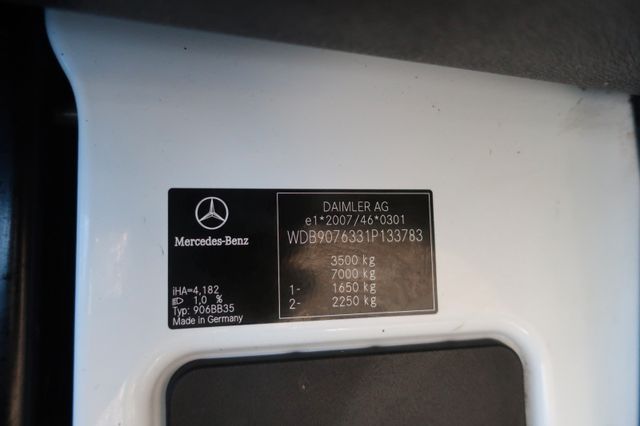 DAIMLER AG
e1*2007/46*0301
WDB9076331P133783
3500 kg
7000 kg
1- 1650 kg
2- 2250 kg
Mercedes-Benz
iHA=4,182
1,0 %
Typ: 906BB35
Made in Germany